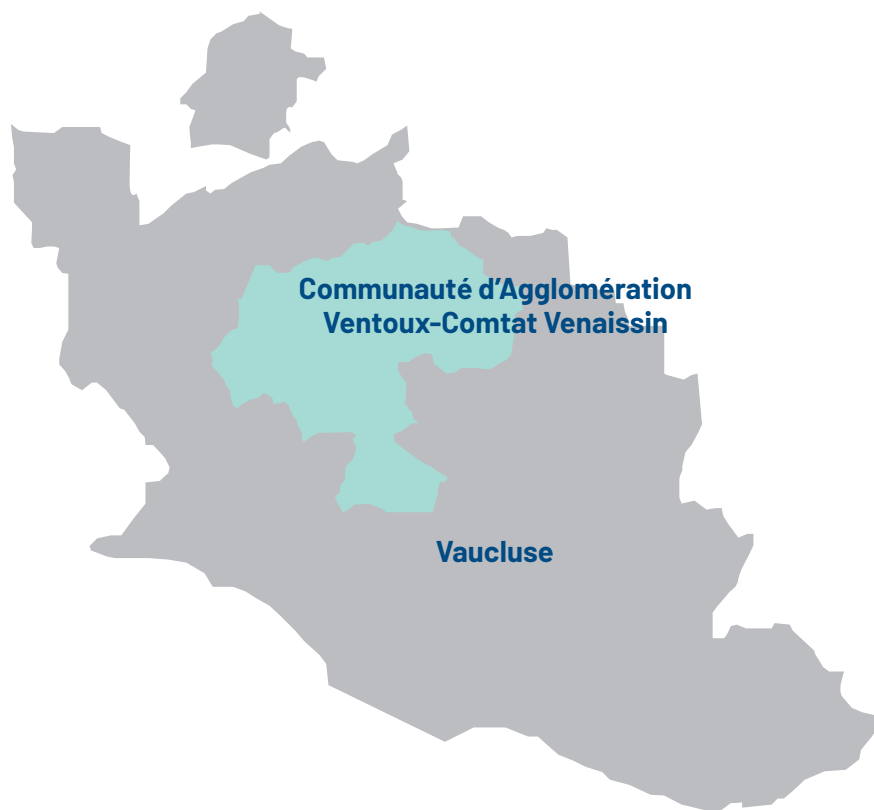 Communauté d’Agglomération
Ventoux-Comtat Venaissin
Vaucluse